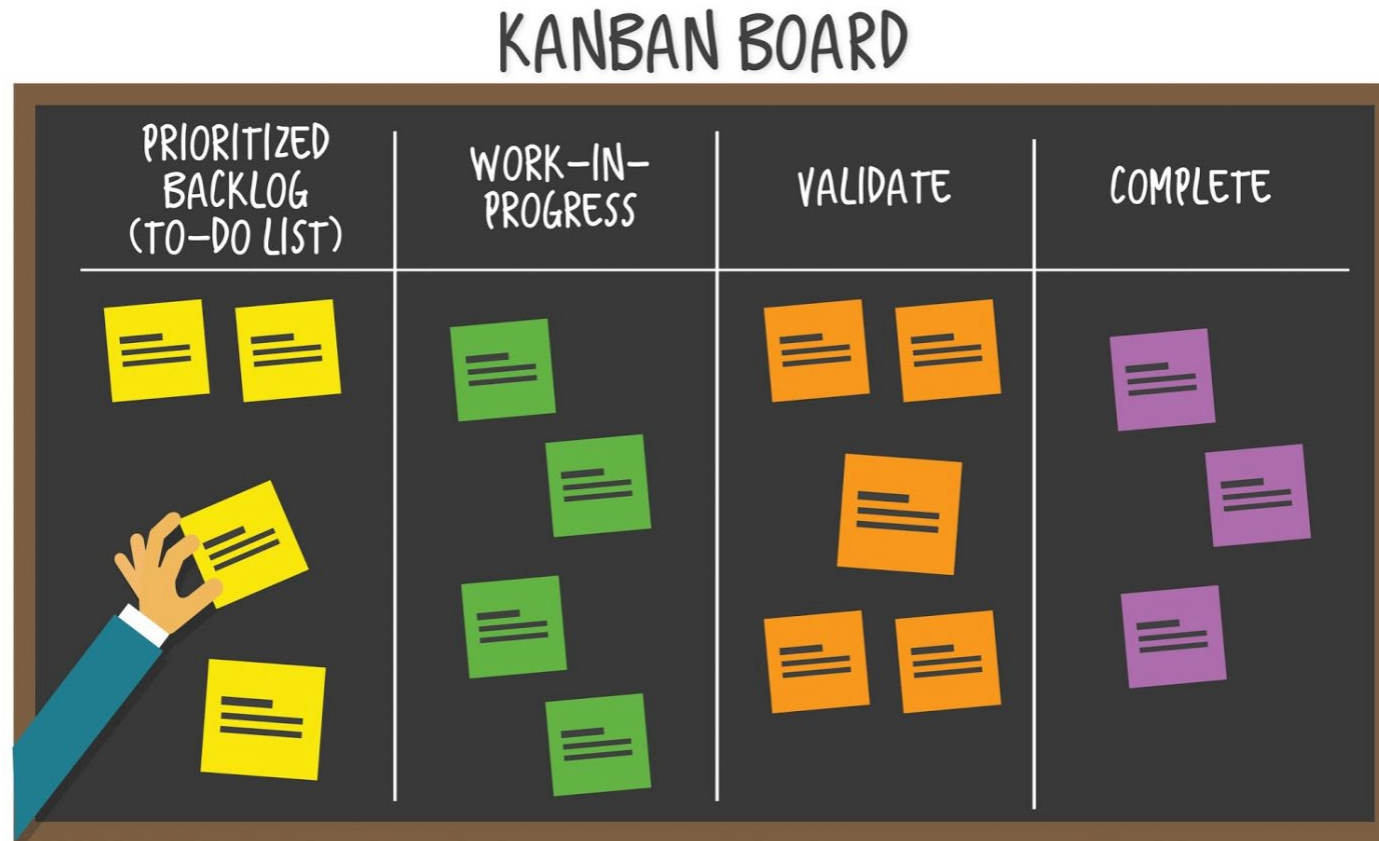 KANBAN BOARD
PRIORITIZED
BACKLOG
(TO-DO LIST)
WORK-IN-
PROGRESS
VALIDATE
COMPLETE